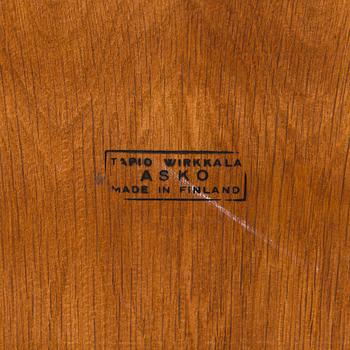 TAPIO WIRKKALA
ASKO
MADE IN FINLAND